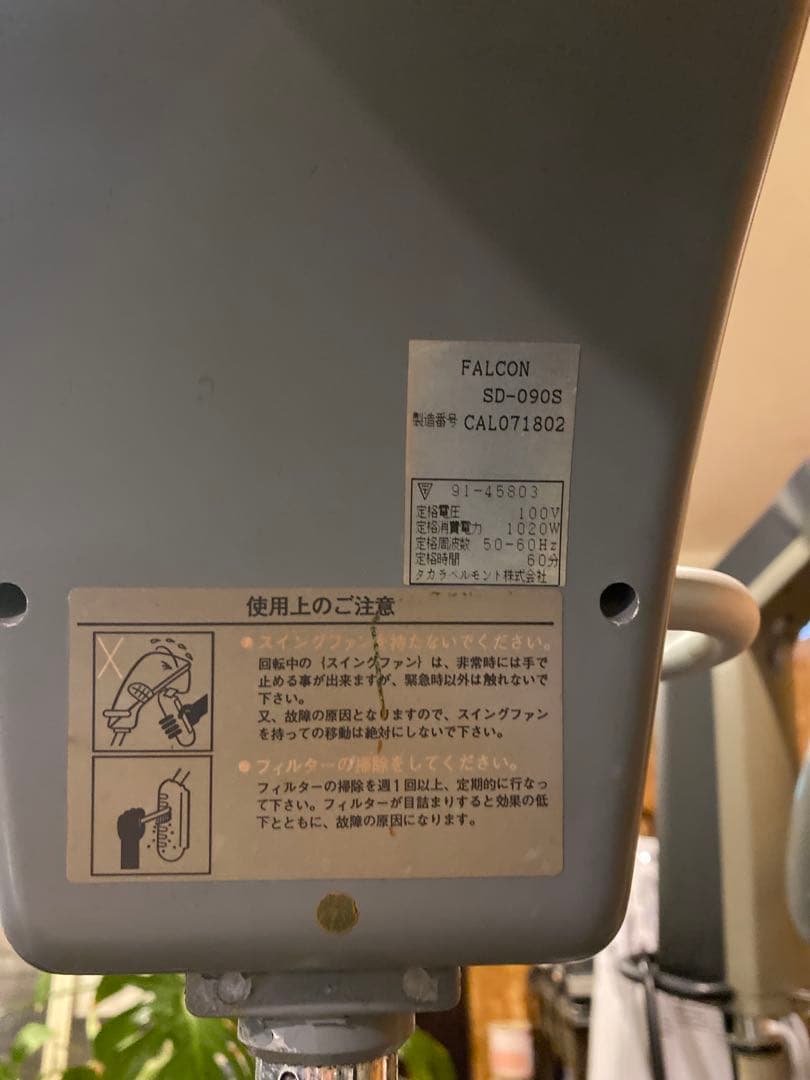 FALCON
SD-090S
製造番号 CAL071802
91-45803
定格電圧 100V
定格消費電力 1020W
定格周波数 50-60Hz
定格時間 60分
タカラベルモント株式会社
使用上のご注意
●スイングファンを持たないでください。
回転中の{スイングファン}は、非常時には手で
止める事が出来ますが、緊急時以外は触れないで
下さい。
又、故障の原因となりますので、スイングファン
を持っての移動は絶対にしないで下さい。
●フィルターの掃除をしてください。
フィルターの掃除を週1回以上、定期的に行なっ
て下さい。フィルターが目詰まりすると効果の低
下とともに、故障の原因になります。